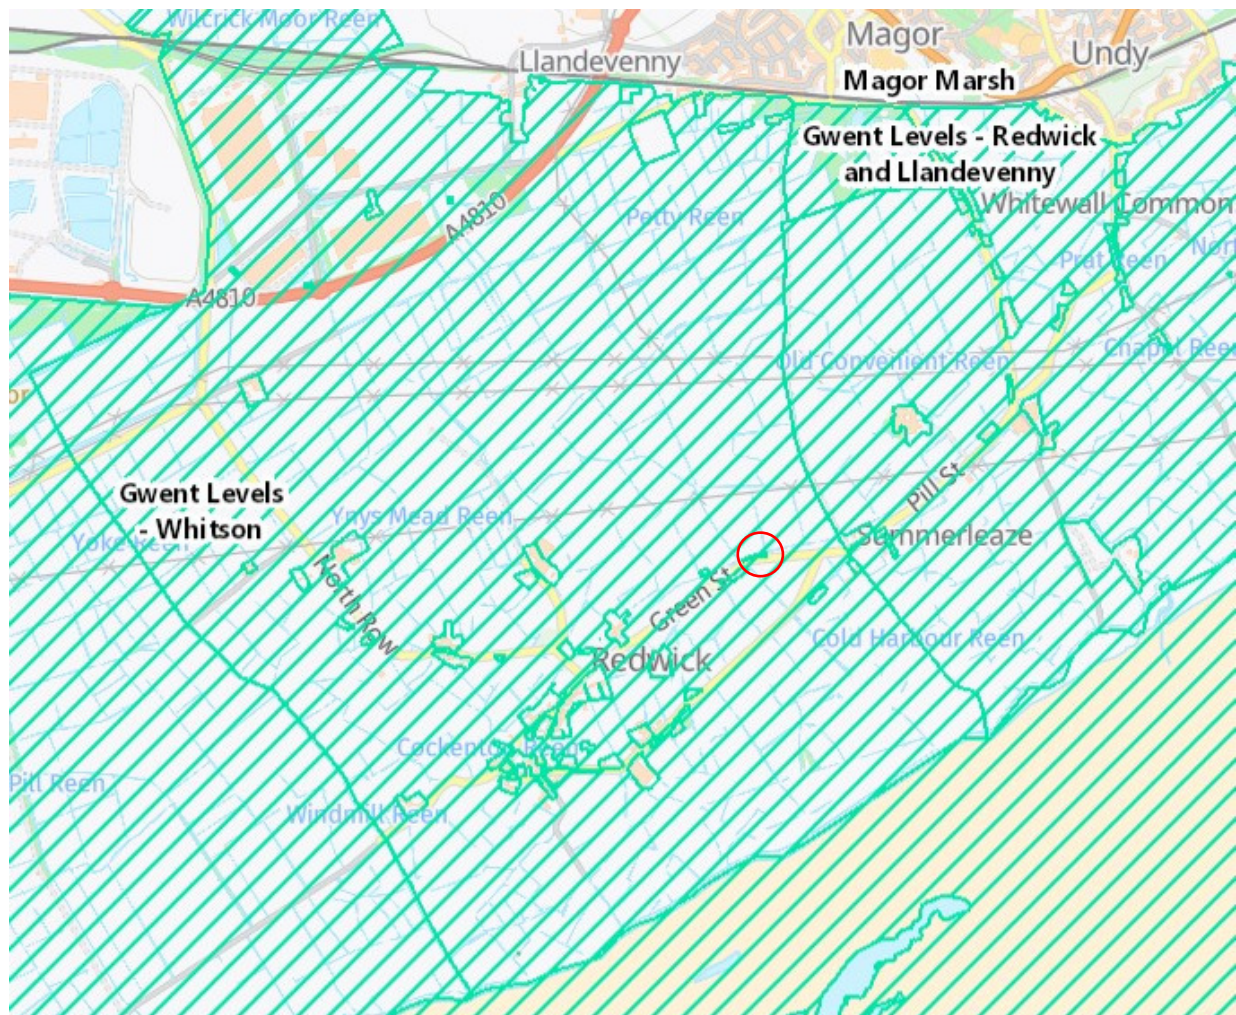 Wilcrick Moor Reen
Magor
Undy
Llandevenny
Magor Marsh
Gwent Levels - Redwick
and Llandevenny
Whitewall Common
A4810
Petty Reen
Prat Reen
A4810
Old Convenient Reen
Chapel Reen
Pill St
Gwent Levels
- Whitson
Ynys Mead Reen
Yoke Reen
Summerleaze
North Row
Green St
Redwick
Cold Harbour Reen
Cockenton Reen
Pill Reen
Windmill Reen